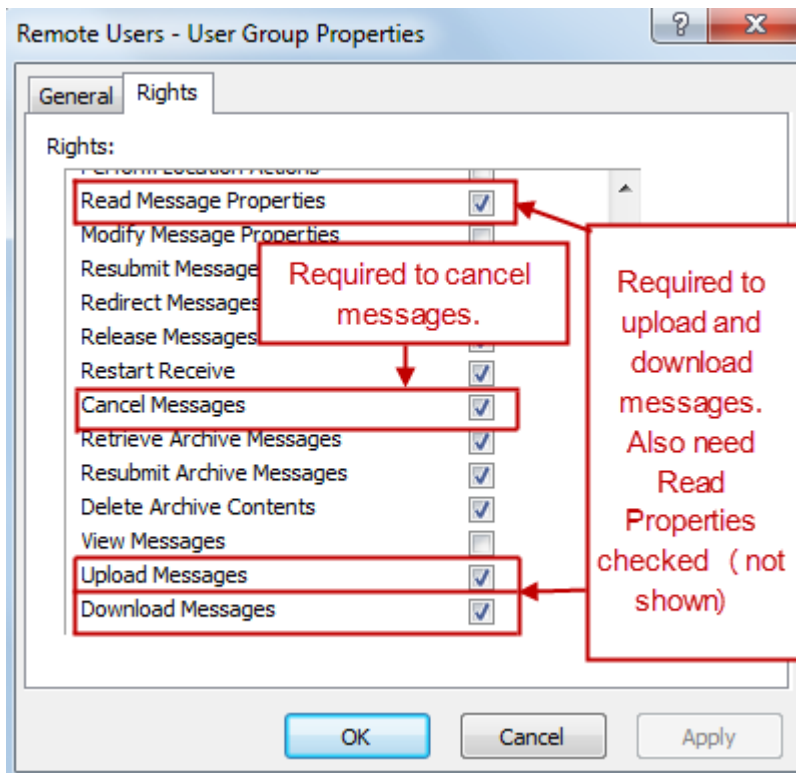 Remote Users - User Group Properties
General Rights
Rights:
Perform Location Actions
Read Message Properties
Modify Message Properties
Resubmit Message
Redirect Messages
Release Messages
Restart Receive
Cancel Messages
Retrieve Archive Messages
Resubmit Archive Messages
Delete Archive Contents
View Messages
Upload Messages
Download Messages
Required to cancel
messages.
Required to
upload and
download
messages.
Also need
Read
Properties
checked ( not
shown)
OK Cancel Apply